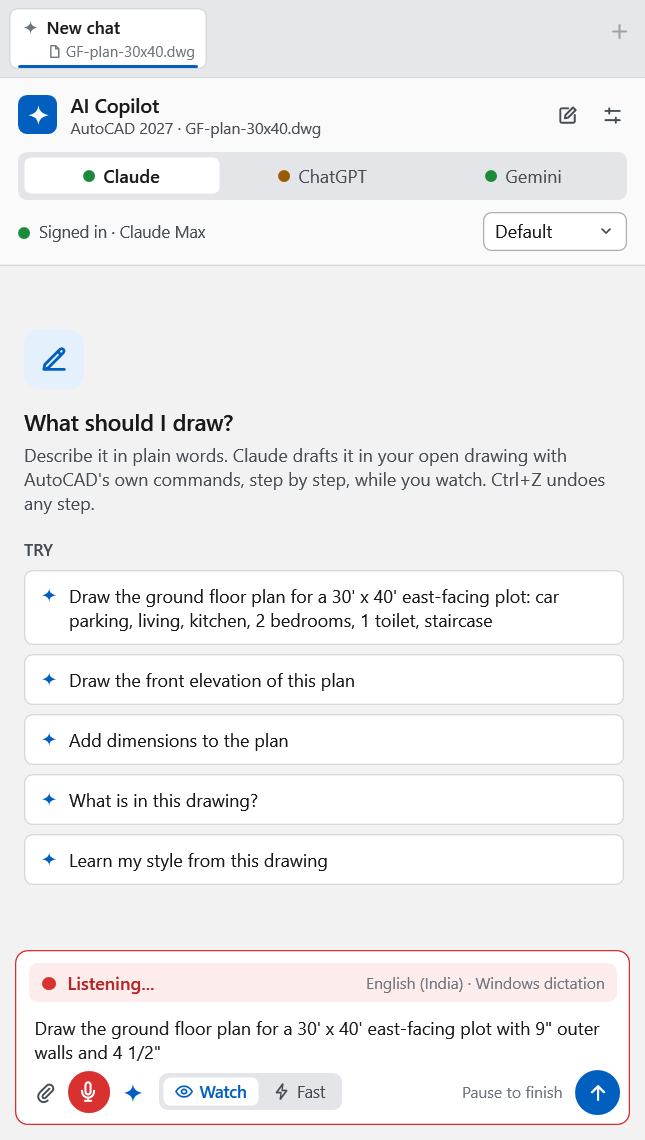 New chat
GF-plan-30x40.dwg
AI Copilot
AutoCAD 2027 · GF-plan-30x40.dwg
Claude
ChatGPT
Gemini
Signed in · Claude Max
Default
What should I draw?
Describe it in plain words. Claude drafts it in your open drawing with
AutoCAD's own commands, step by step, while you watch. Ctrl+Z undoes
any step.
TRY
Draw the ground floor plan for a 30' x 40' east-facing plot: car
parking, living, kitchen, 2 bedrooms, 1 toilet, staircase
Draw the front elevation of this plan
Add dimensions to the plan
What is in this drawing?
Learn my style from this drawing
Listening...
English (India) · Windows dictation
Draw the ground floor plan for a 30' x 40' east-facing plot with 9" outer
walls and 4 1/2"
Watch
Fast
Pause to finish